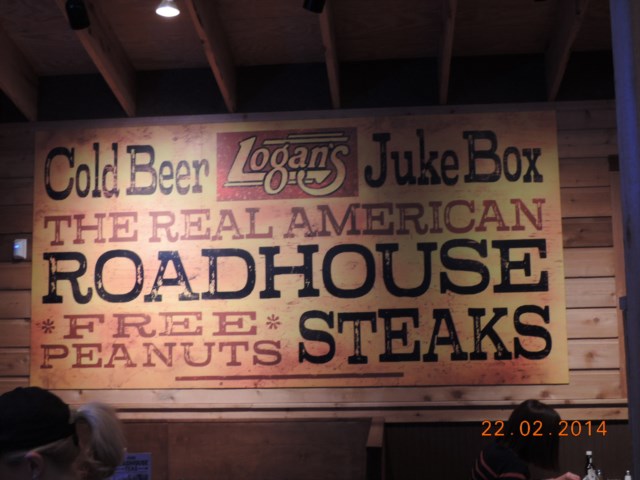 Cold Beer Logan's Juke Box
THE REAL AMERICAN
ROADHOUSE
*FREE* STEAKS
PEANUTS
22.02.2014